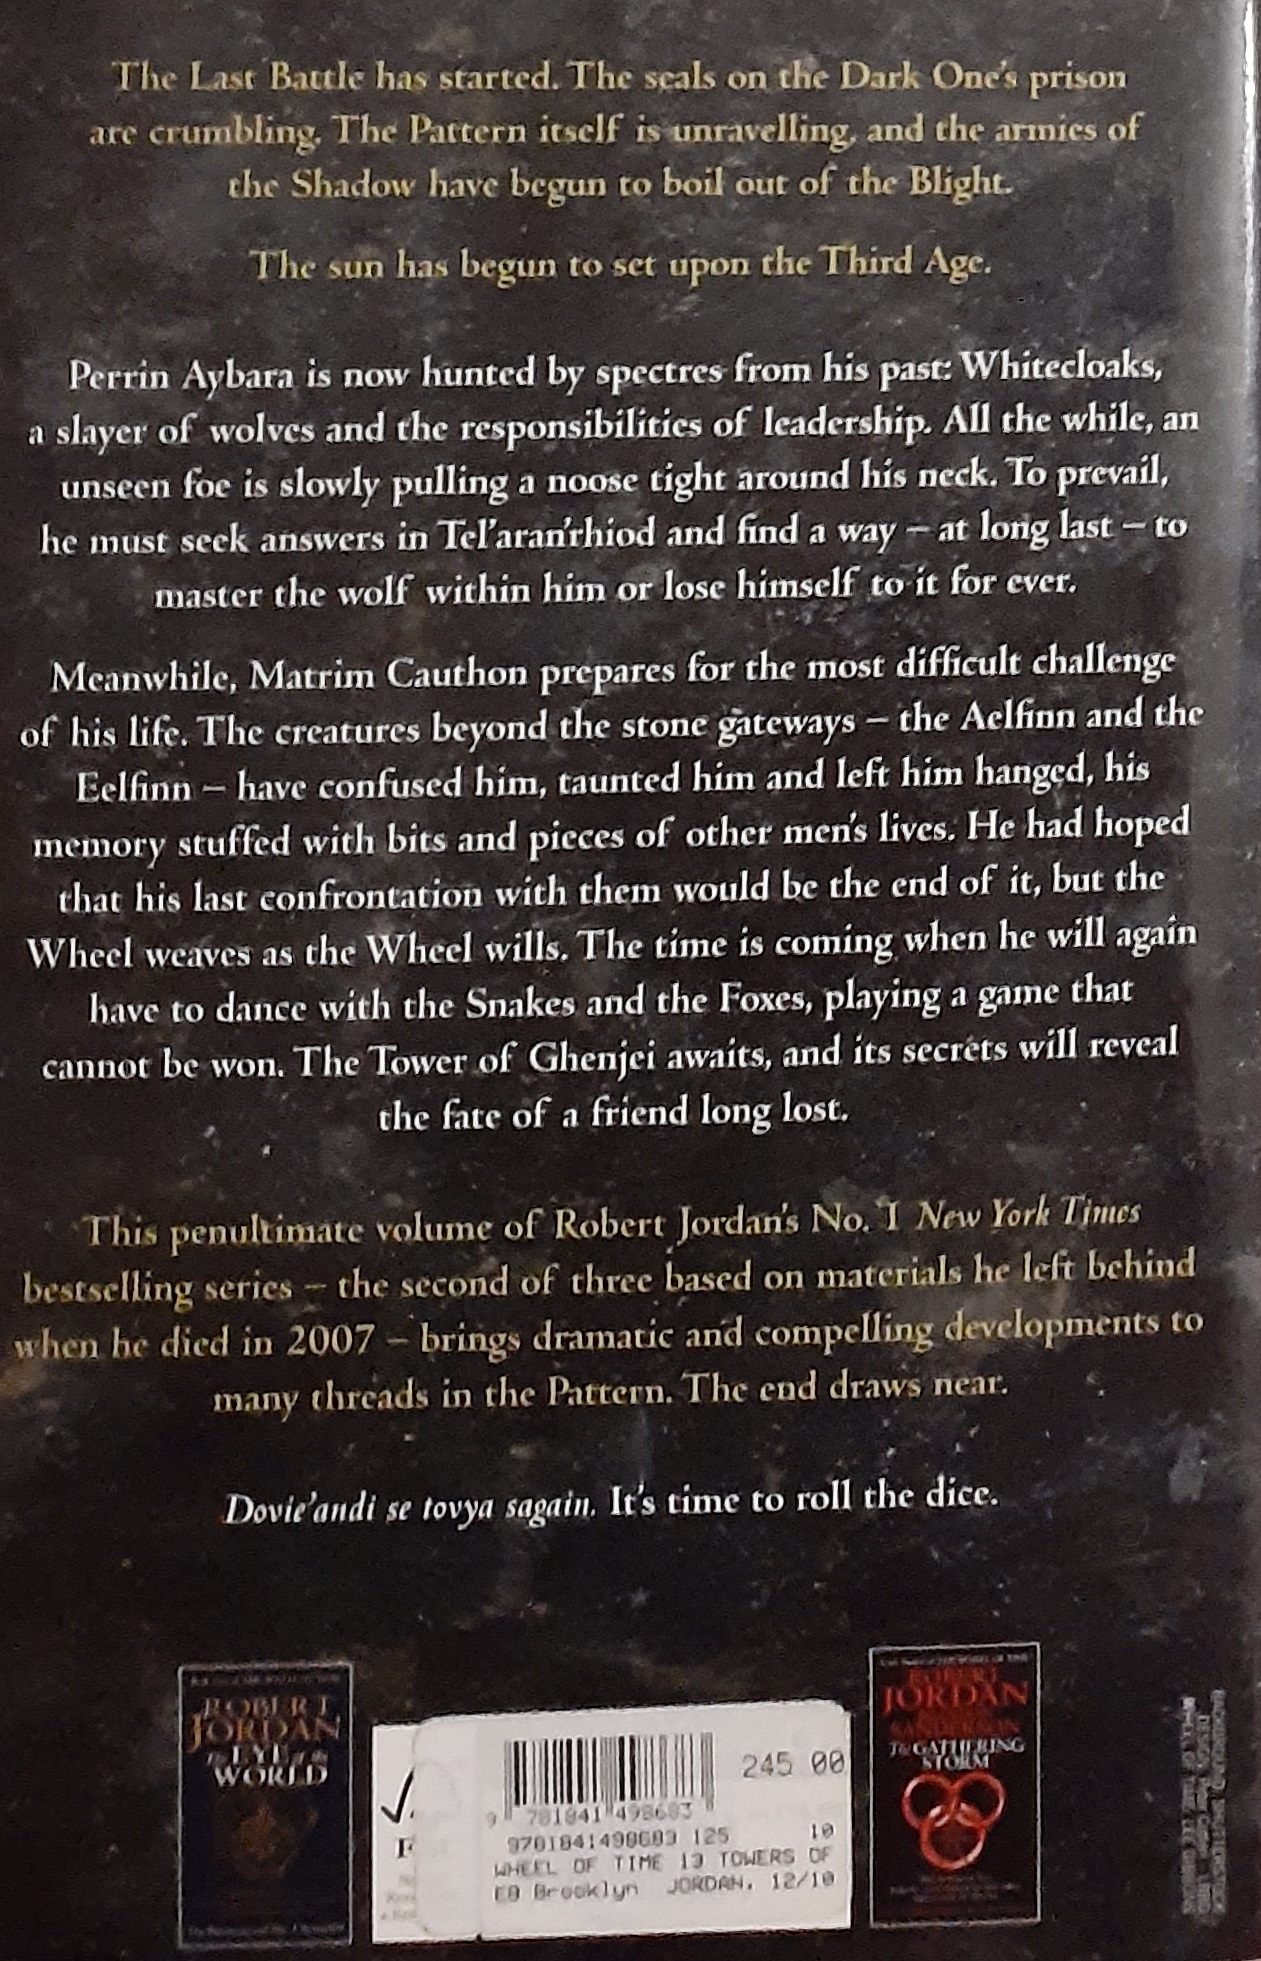 The Last Battle has started. The seals on the Dark One's prison
are crumbling. The Pattern itself is unravelling, and the armies of
the Shadow have begun to boil out of the Blight.
The sun has begun to set upon the Third Age.
Perrin Aybara is now hunted by spectres from his past: Whitecloaks,
a slayer of wolves and the responsibilities of leadership. All the while, an
unseen foe is slowly pulling a noose tight around his neck. To prevail,
he must seek answers in Tel'aran'rhiod and find a way – at long last – to
master the wolf within him or lose himself to it for ever.
Meanwhile, Matrim Cauthon prepares for the most difficult challenge
of his life. The creatures beyond the stone gateways – the Aelfinn and the
Eelfinn – have confused him, taunted him and left him hanged, his
memory stuffed with bits and pieces of other men's lives. He had hoped
that his last confrontation with them would be the end of it, but the
Wheel weaves as the Wheel wills. The time is coming when he will again
have to dance with the Snakes and the Foxes, playing a game that
cannot be won. The Tower of Ghenjei awaits, and its secrets will reveal
the fate of a friend long lost.
This penultimate volume of Robert Jordan's No. 1 New York Times
bestselling series – the second of three based on materials he left behind
when he died in 2007 – brings dramatic and compelling developments to
many threads in the Pattern. The end draws near.
Dovie'andi se tovya sagain. It's time to roll the dice.
ROBERT
JORDAN
The EYE of the
WORLD
F
245 00
9 781841 498683
9781841498683 125 10
WHEEL OF TIME 13 TOWERS OF
Brooklyn JORDAN, 12/10
ROBERT
JORDAN
SANDERSON
The GATHERING
STORM